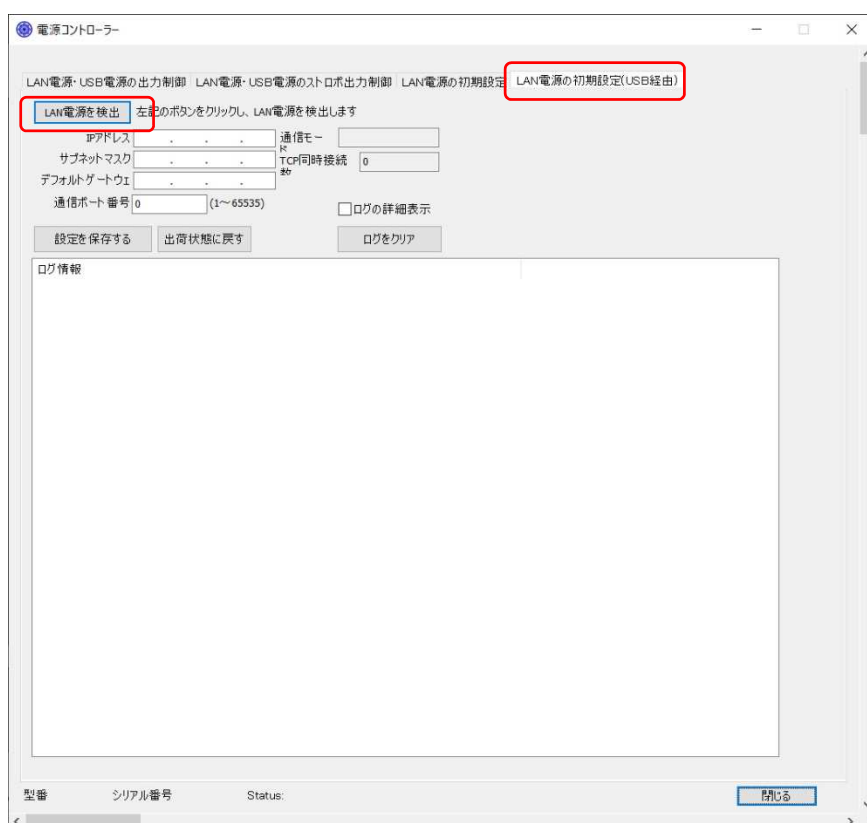 電源コントローラー
LAN電源・USB電源の出力制御 LAN電源・USB電源のストロボ出力制御 LAN電源の初期設定 LAN電源の初期設定(USB経由)
LAN電源を検出 左記のボタンをクリックし、LAN電源を検出します
IPアドレス . . . 通信モード
サブネットマスク . . . TCP同時接続数 0
デフォルトゲートウェ . . .
通信ポート番号 0 (1～65535) ログの詳細表示
設定を保存する 出荷状態に戻す ログをクリア
ログ情報
型番 シリアル番号 Status: 閉じる